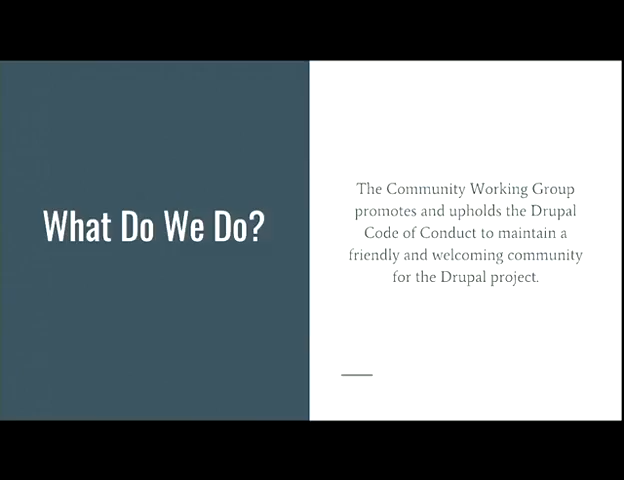 What Do We Do?
The Community Working Group
promotes and upholds the Drupal
Code of Conduct to maintain a
friendly and welcoming community
for the Drupal project.